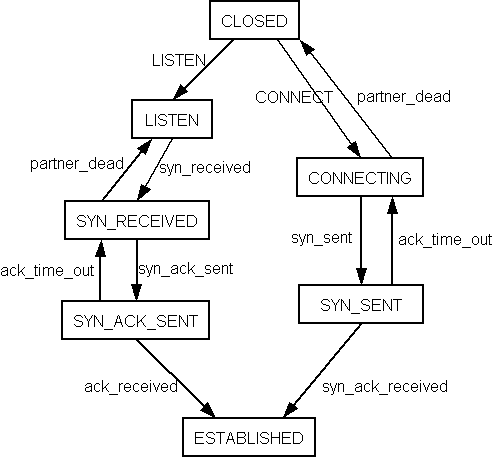 CLOSED
LISTEN
CONNECT
partner_dead
LISTEN
partner_dead
syn_received
CONNECTING
SYN_RECEIVED
syn_sent
ack_time_out
ack_time_out
syn_ack_sent
SYN_ACK_SENT
SYN_SENT
ack_received
syn_ack_received
ESTABLISHED